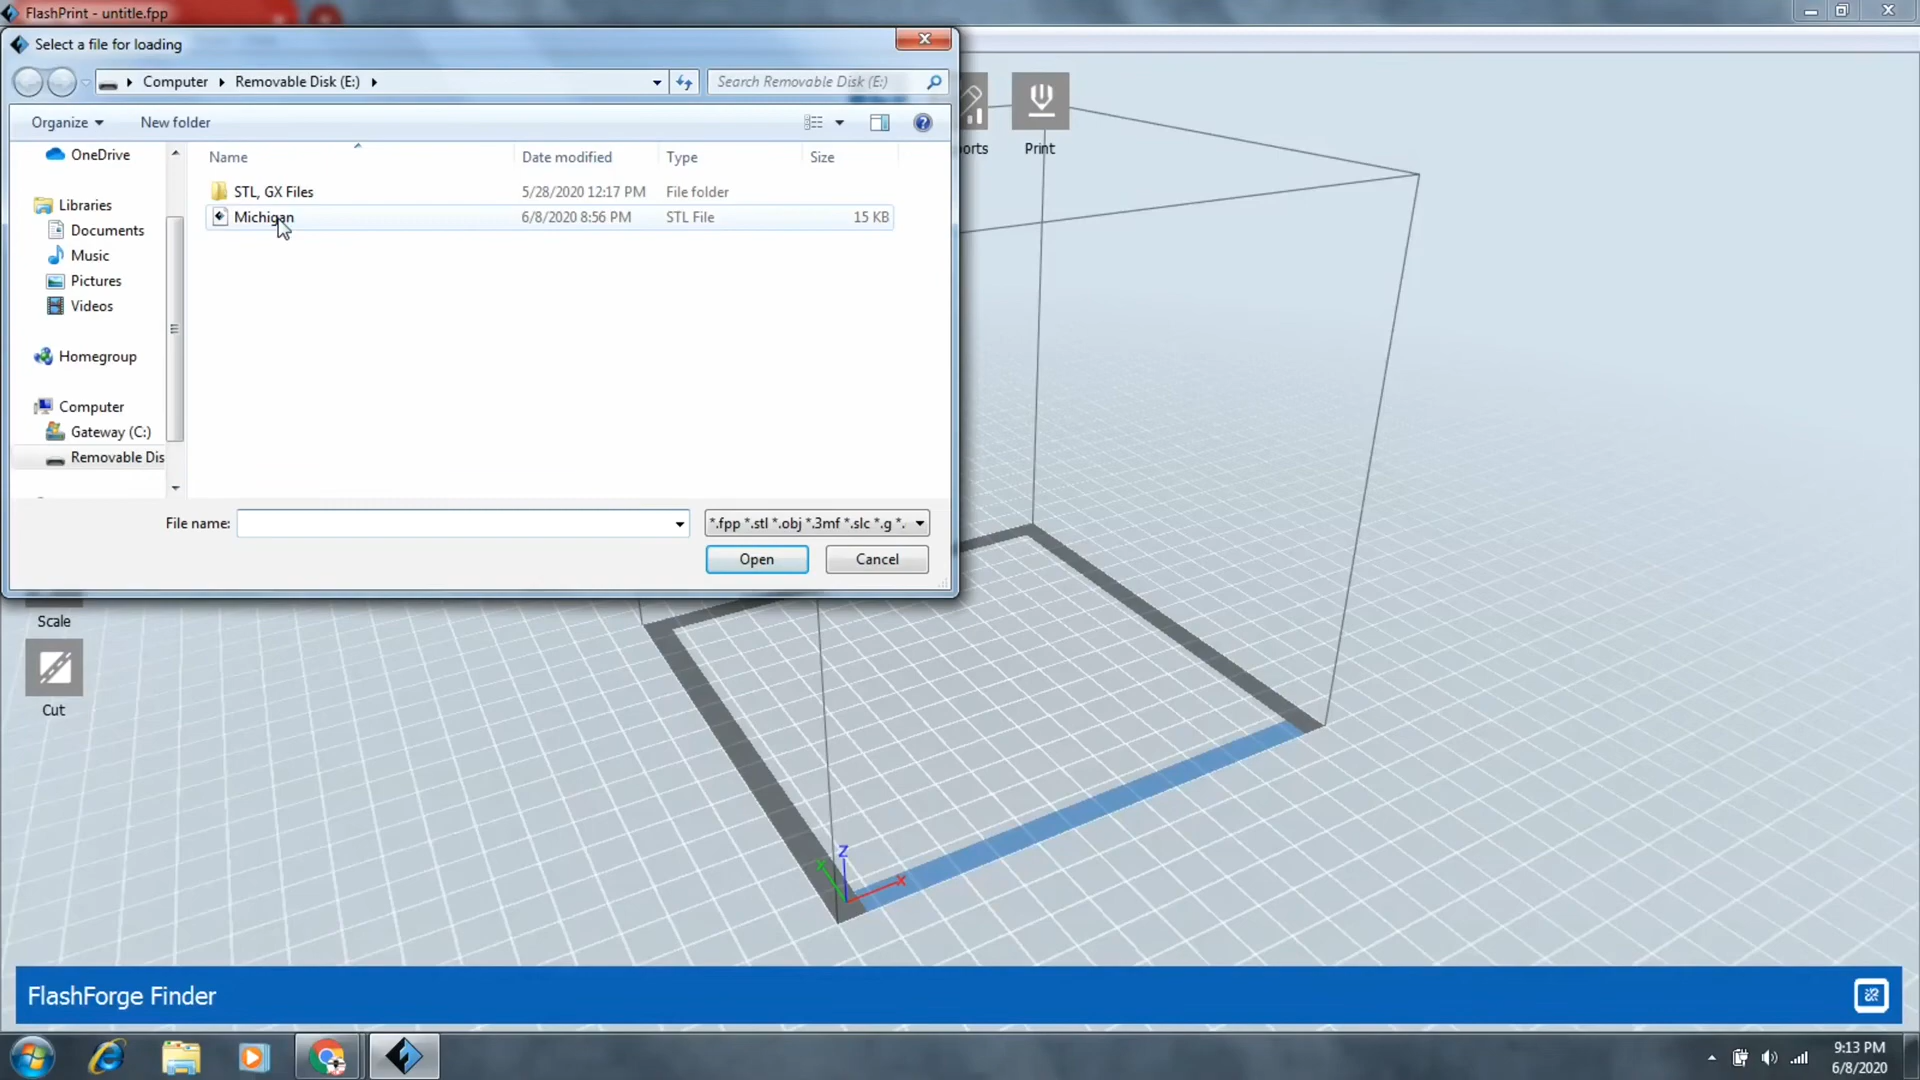 FlashPrint - untitle.fpp
Select a file for loading
Computer Removable Disk (E:)
Search Removable Disk (E:)
Organize
New folder
OneDrive
Libraries
Documents
Music
Pictures
Videos
Homegroup
Computer
Gateway (C:)
Removable Dis
Name Date modified Type Size
STL, GX Files 5/28/2020 12:17 PM File folder
Michigan 6/8/2020 8:56 PM STL File 15 KB
File name:
*.fpp *.stl *.obj *.3mf *.slc *.g *.
Open
Cancel
orts
Print
Scale
Cut
Z
X
FlashForge Finder
9:13 PM
6/8/2020